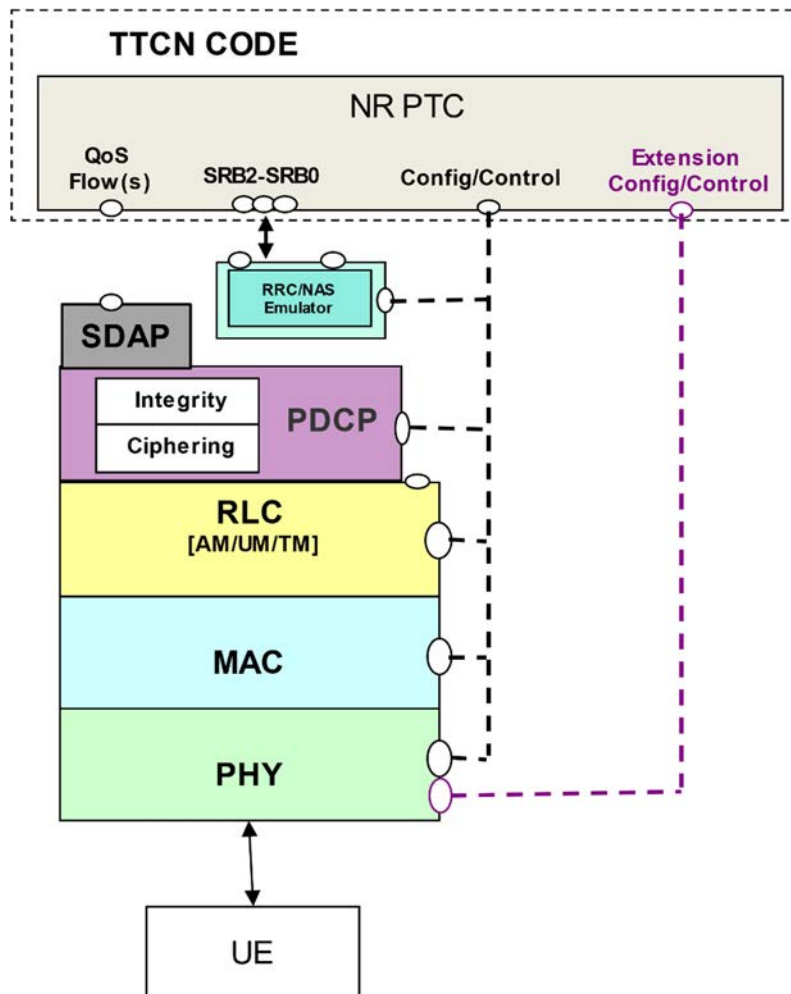 TTCN CODE
NR PTC
QoS
Flow(s)
SRB2-SRB0
Config/Control
Extension
Config/Control
RRC/NAS
Emulator
SDAP
Integrity
Ciphering
PDCP
RLC
[AM/UM/TM]
MAC
PHY
UE